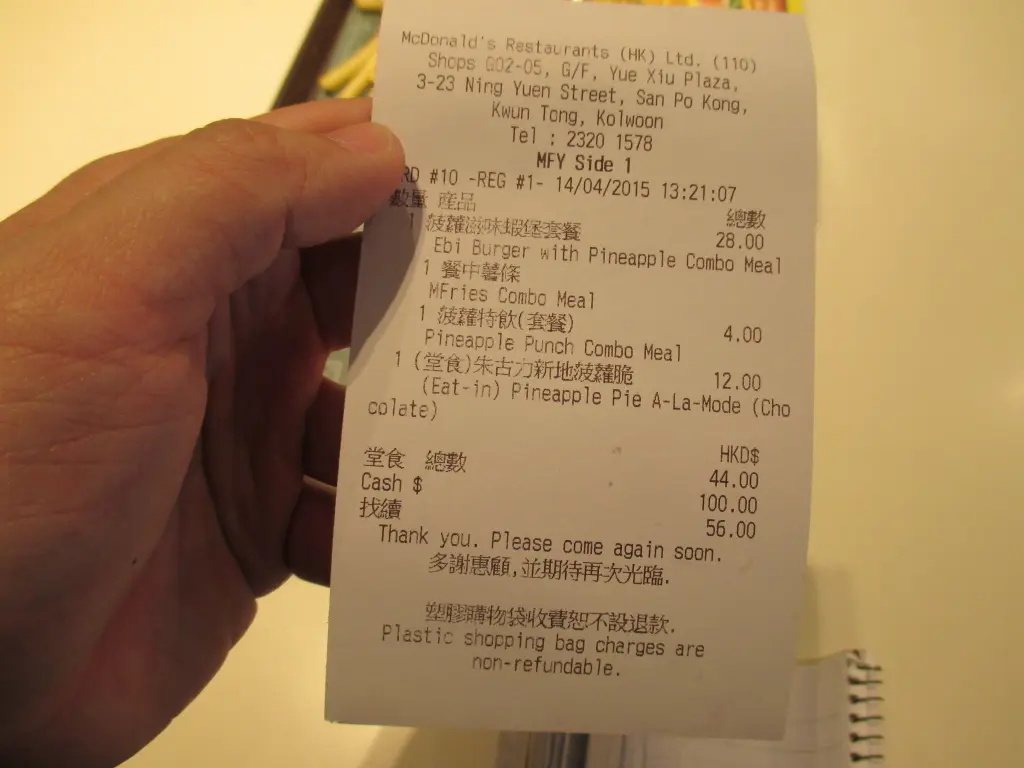 McDonald's Restaurants (HK) Ltd. (110)
Shops G02-05, G/F, Yue Xiu Plaza,
3-23 Ning Yuen Street, San Po Kong,
Kwun Tong, Kolwoon
Tel : 2320 1578
MFY Side 1
RD #10 -REG #1- 14/04/2015 13:21:07
數量 產品 總數
1 菠蘿滋味蝦堡套餐 28.00
Ebi Burger with Pineapple Combo Meal
1 餐中薯條
MFries Combo Meal
1 菠蘿特飲(套餐) 4.00
Pineapple Punch Combo Meal
1 (堂食)朱古力新地菠蘿脆 12.00
(Eat-in) Pineapple Pie A-La-Mode (Cho
colate)
HKD$
堂食 總數 44.00
Cash $ 100.00
找續 56.00
Thank you. Please come again soon.
多謝惠顧,並期待再次光臨.
塑膠購物袋收費恕不設退款.
Plastic shopping bag charges are
non-refundable.